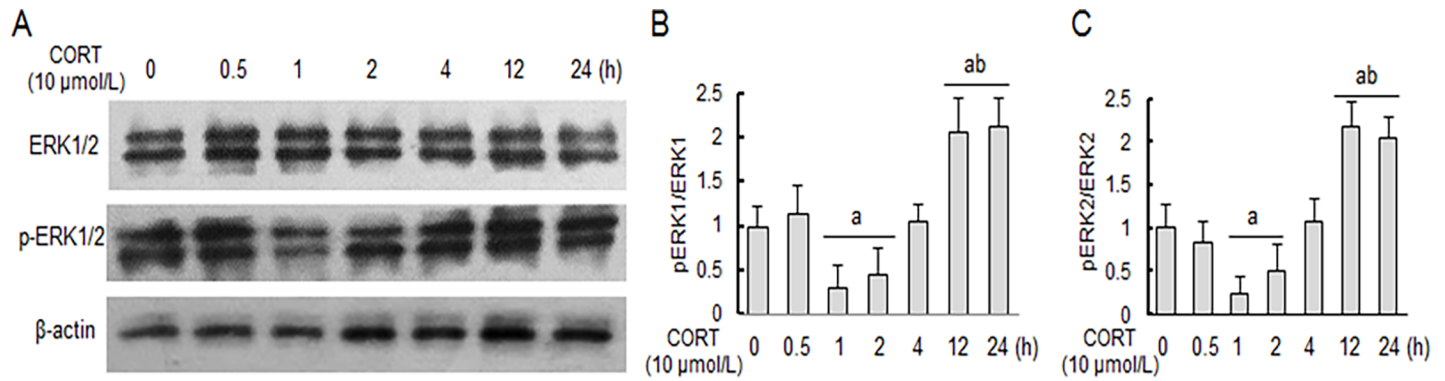 A
CORT
(10 μmol/L)
0 0.5 1 2 4 12 24 (h)
ERK1/2
p-ERK1/2
β-actin
B
pERK1/ERK1
2.5
2
1.5
1
0.5
0
a
ab
CORT
(10 μmol/L)
0 0.5 1 2 4 12 24 (h)
C
pERK2/ERK2
2.5
2
1.5
1
0.5
0
a
ab
CORT
(10 μmol/L)
0 0.5 1 2 4 12 24 (h)